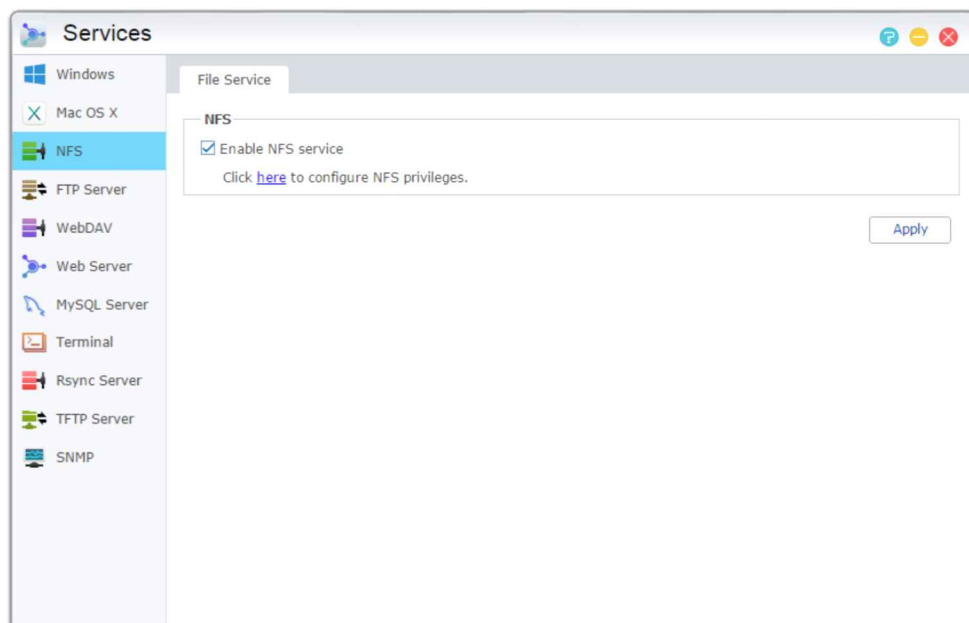 Services
Windows
Mac OS X
NFS
FTP Server
WebDAV
Web Server
MySQL Server
Terminal
Rsync Server
TFTP Server
SNMP
File Service
NFS
Enable NFS service
Click here to configure NFS privileges.
Apply